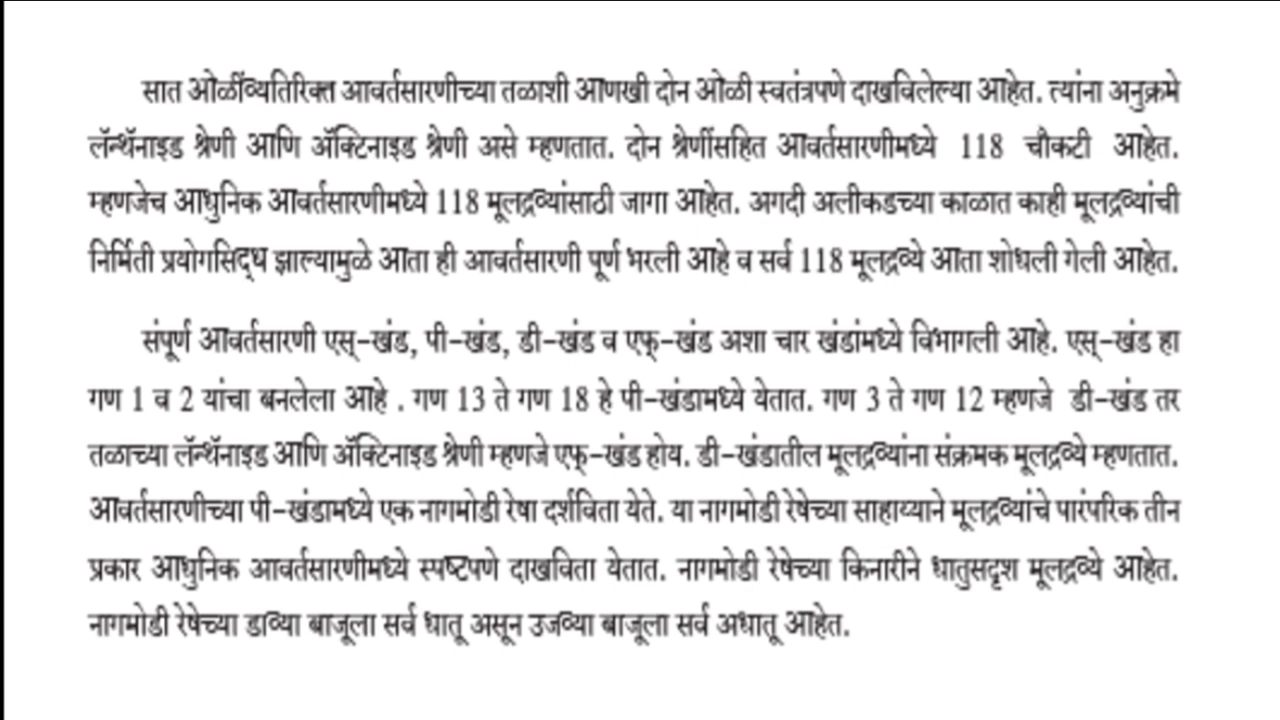 सात ओळींव्यतिरिक्त आवर्तसारणीच्या तळाशी आणखी दोन ओळी स्वतंत्रपणे दाखविलेल्या आहेत. त्यांना अनुक्रमे
लॅन्थॅनाइड श्रेणी आणि ॲक्टिनाइड श्रेणी असे म्हणतात. दोन श्रेणींसहित आवर्तसारणीमध्ये 118 चौकटी आहेत.
म्हणजेच आधुनिक आवर्तसारणीमध्ये 118 मूलद्रव्यांसाठी जागा आहेत. अगदी अलीकडच्या काळात काही मूलद्रव्यांची
निर्मिती प्रयोगसिद्ध झाल्यामुळे आता ही आवर्तसारणी पूर्ण भरली आहे व सर्व 118 मूलद्रव्ये आता शोधली गेली आहेत.
संपूर्ण आवर्तसारणी एस्-खंड, पी-खंड, डी-खंड व एफ्-खंड अशा चार खंडांमध्ये विभागली आहे. एस्-खंड हा
गण 1 व 2 यांचा बनलेला आहे . गण 13 ते गण 18 हे पी-खंडामध्ये येतात. गण 3 ते गण 12 म्हणजे डी-खंड तर
तळाच्या लॅन्थॅनाइड आणि ॲक्टिनाइड श्रेणी म्हणजे एफ्-खंड होय. डी-खंडातील मूलद्रव्यांना संक्रमक मूलद्रव्ये म्हणतात.
आवर्तसारणीच्या पी-खंडामध्ये एक नागमोडी रेषा दर्शविता येते. या नागमोडी रेषेच्या साहाय्याने मूलद्रव्यांचे पारंपरिक तीन
प्रकार आधुनिक आवर्तसारणीमध्ये स्पष्टपणे दाखविता येतात. नागमोडी रेषेच्या किनारीने धातुसदृश मूलद्रव्ये आहेत.
नागमोडी रेषेच्या डाव्या बाजूला सर्व धातू असून उजव्या बाजूला सर्व अधातू आहेत.